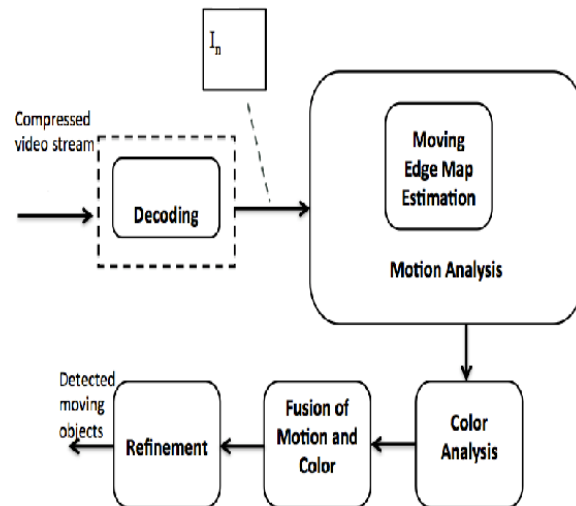 I_n
Compressed
video stream
Decoding
Moving
Edge Map
Estimation
Motion Analysis
Detected
moving
objects
Refinement
Fusion of
Motion and
Color
Color
Analysis